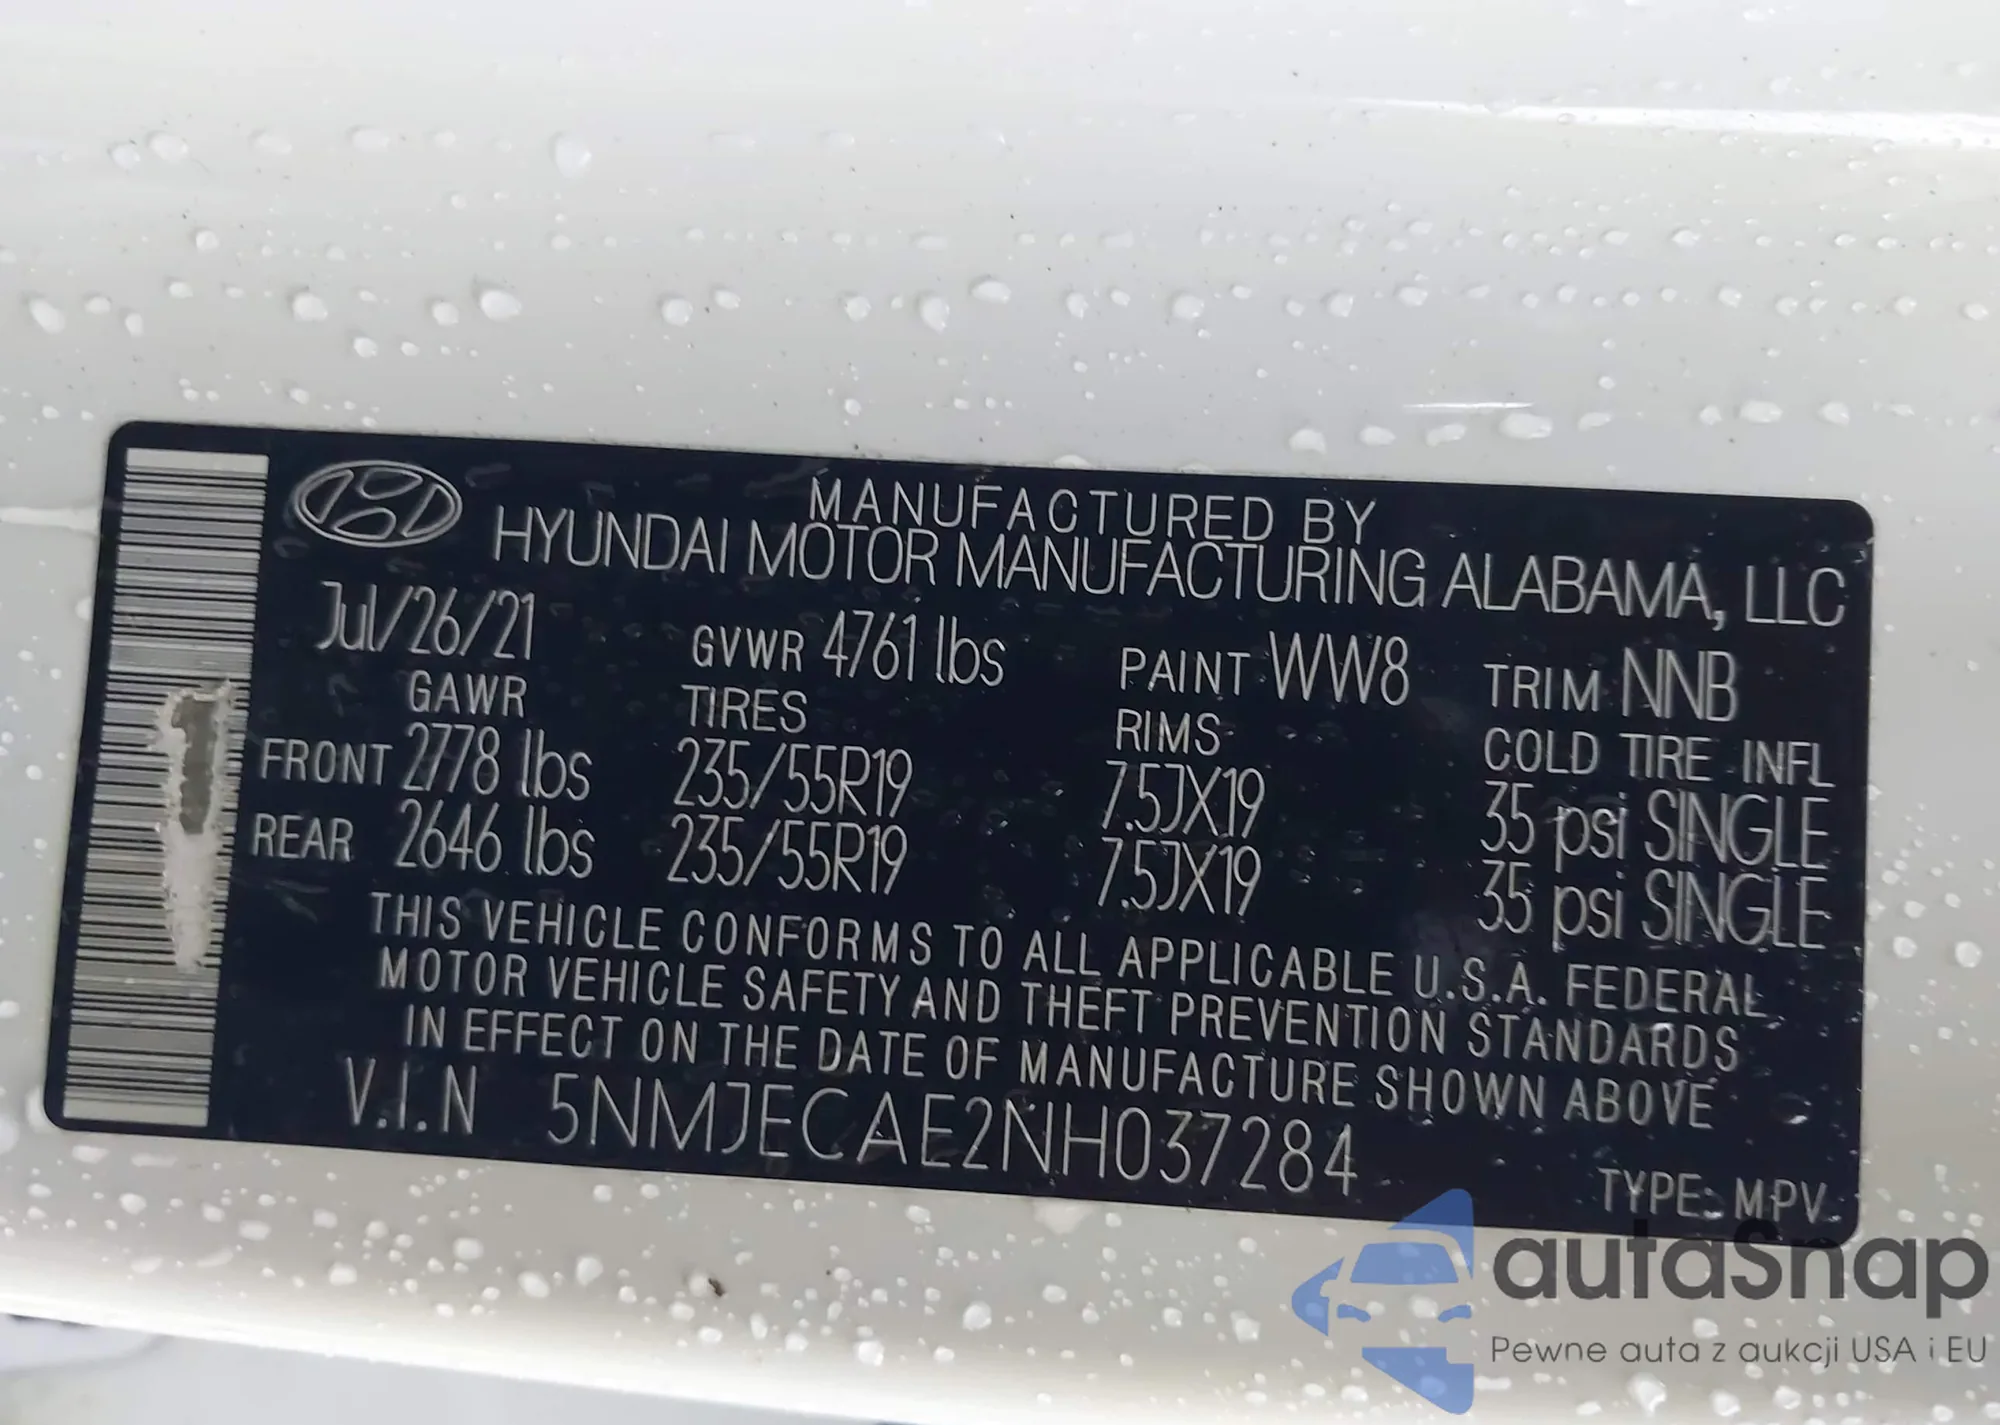 MANUFACTURED BY
HYUNDAI MOTOR MANUFACTURING ALABAMA, LLC
Jul/26/21 GVWR 4761 lbs PAINT WW8 TRIM NNB
GAWR TIRES RIMS COLD TIRE INFL
FRONT 2778 lbs 235/55R19 7.5JX19 35 psi SINGLE
REAR 2646 lbs 235/55R19 7.5JX19 35 psi SINGLE
THIS VEHICLE CONFORMS TO ALL APPLICABLE U.S.A. FEDERAL
MOTOR VEHICLE SAFETY AND THEFT PREVENTION STANDARDS
IN EFFECT ON THE DATE OF MANUFACTURE SHOWN ABOVE
V.I.N 5NMJECAE2NH037284
TYPE: MPV
autaSnap
Pewne auta z aukcji USA i EU